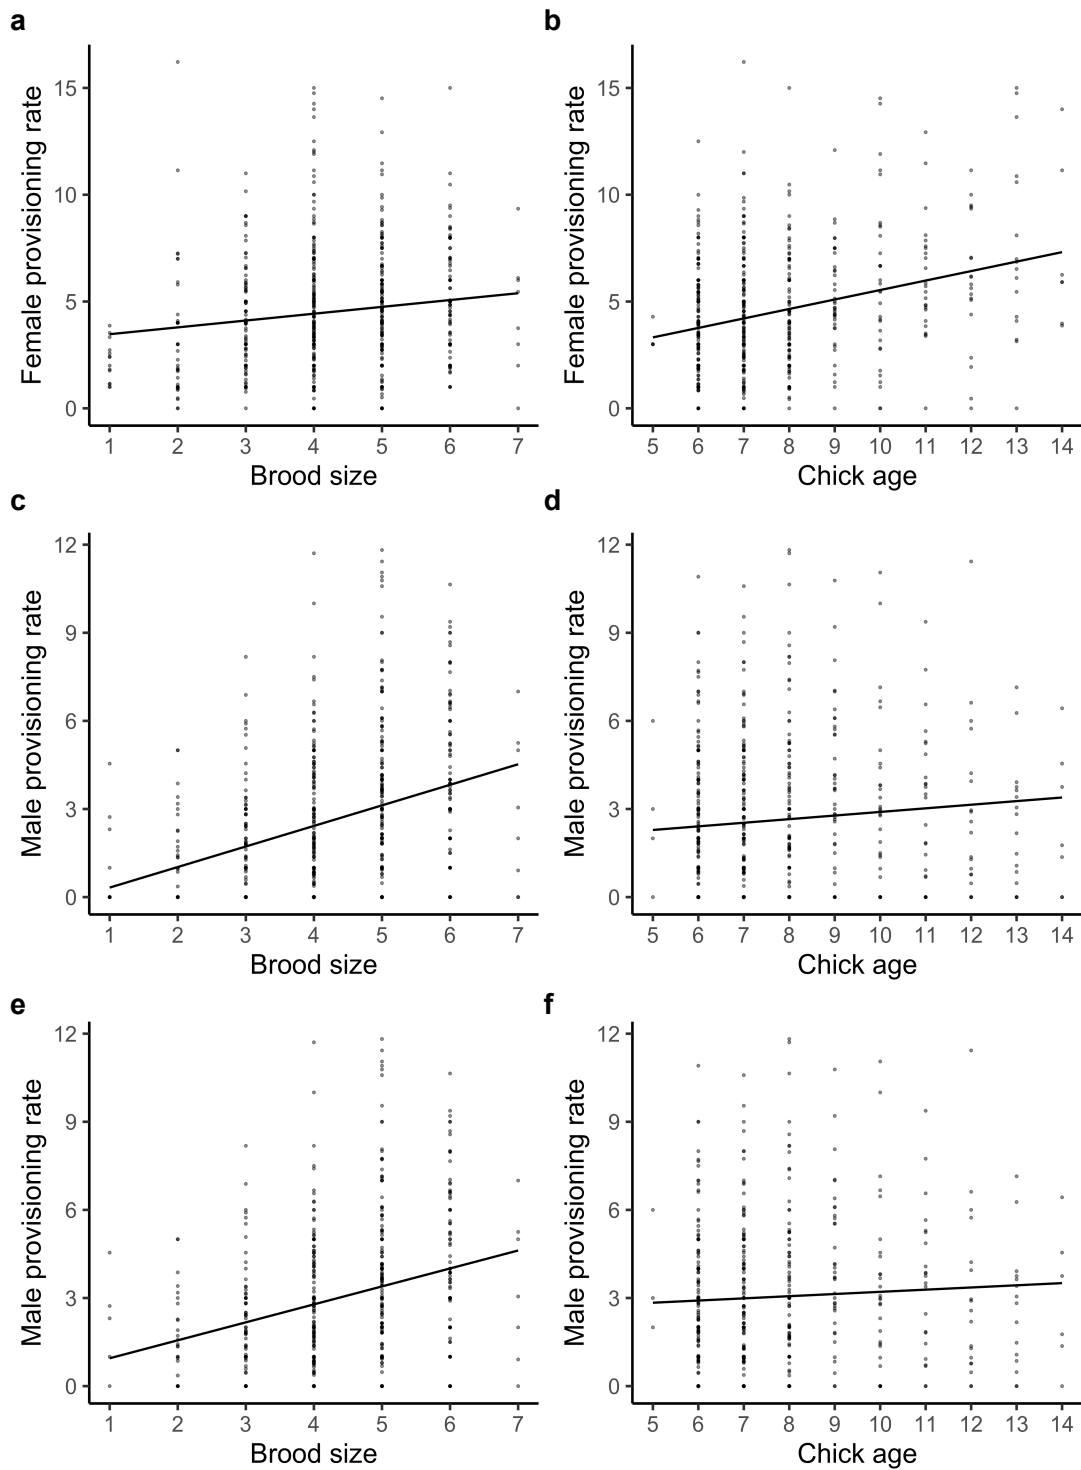 a
15
10
5
0
Female provisioning rate
1 2 3 4 5 6 7
Brood size
b
15
10
5
0
Female provisioning rate
5 6 7 8 9 10 11 12 13 14
Chick age
c
12
9
6
3
0
Male provisioning rate
1 2 3 4 5 6 7
Brood size
d
12
9
6
3
0
Male provisioning rate
5 6 7 8 9 10 11 12 13 14
Chick age
e
12
9
6
3
0
Male provisioning rate
1 2 3 4 5 6 7
Brood size
f
12
9
6
3
0
Male provisioning rate
5 6 7 8 9 10 11 12 13 14
Chick age